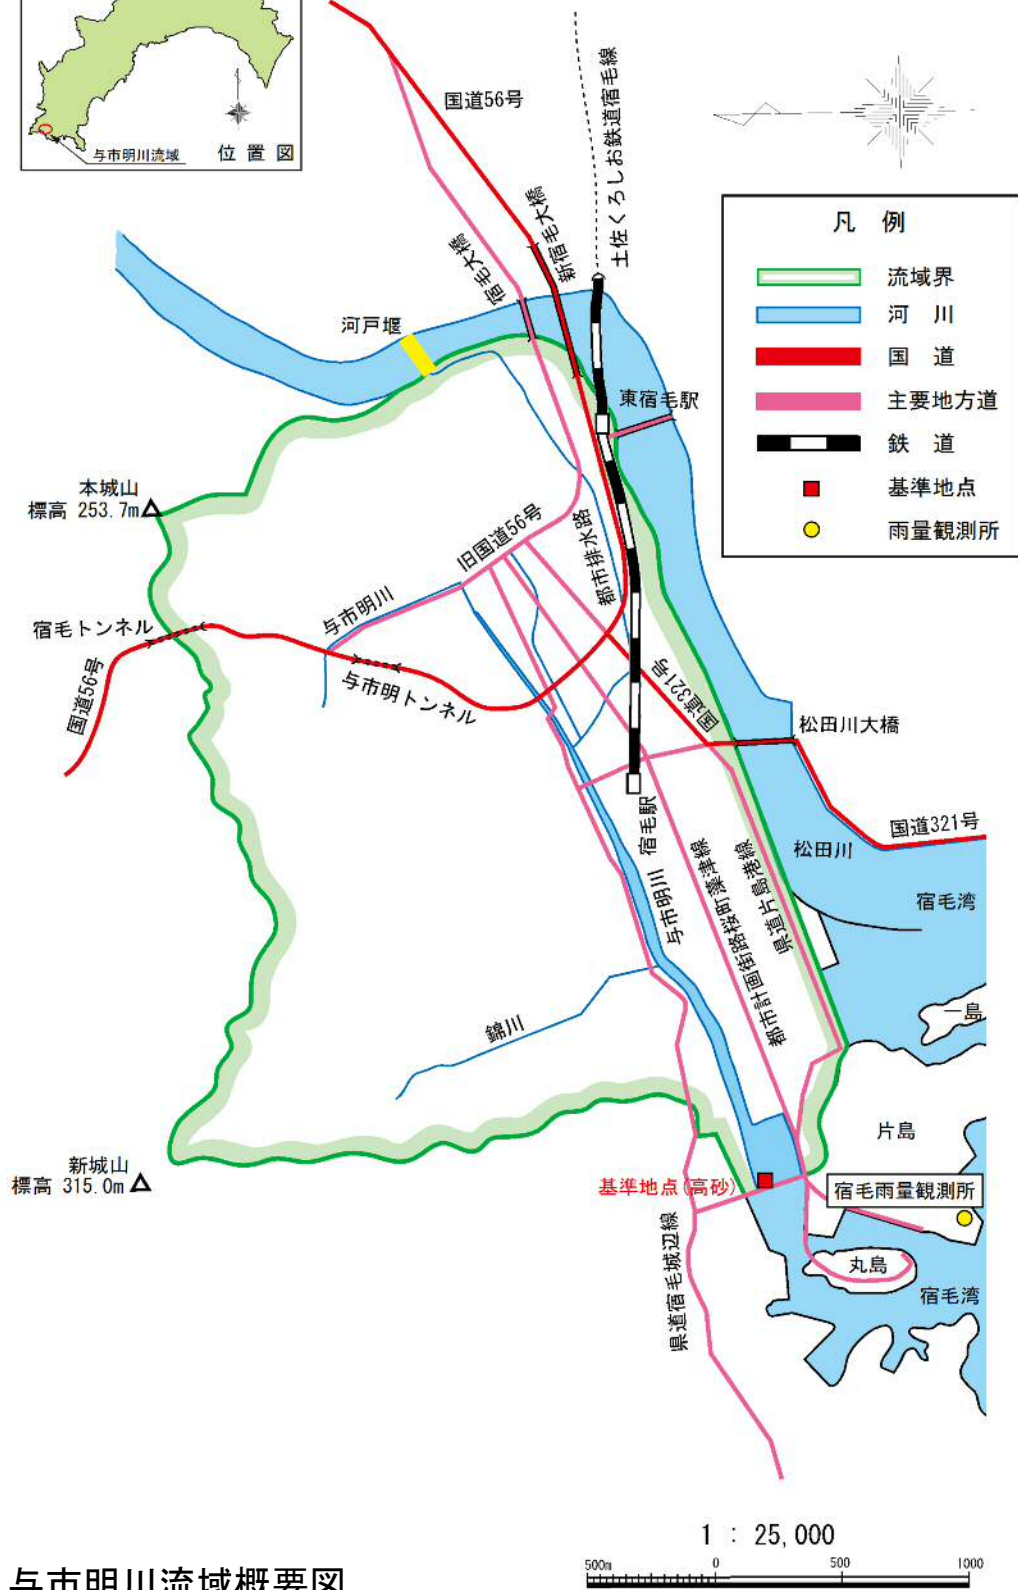 与市明川流域
位 置 図
国道56号
土佐くろしお鉄道宿毛線
新宿毛大橋
宿毛大橋
河戸堰
凡 例
流域界
河 川
国 道
主要地方道
鉄 道
基準地点
雨量観測所
東宿毛駅
本城山
標高 253.7m
旧国道56号
都市排水路
与市明川
宿毛トンネル
国道56号
与市明トンネル
国道321号
松田川大橋
国道321号
松田川
宿毛湾
宿毛駅
与市明川
都市計画街路桜町藻津線
県道片島港線
一島
錦川
片島
新城山
標高 315.0m
基準地点(高砂)
宿毛雨量観測所
丸島
宿毛湾
県道宿毛城辺線
1 : 25,000
500m 0 500 1000
与市明川流域概要図